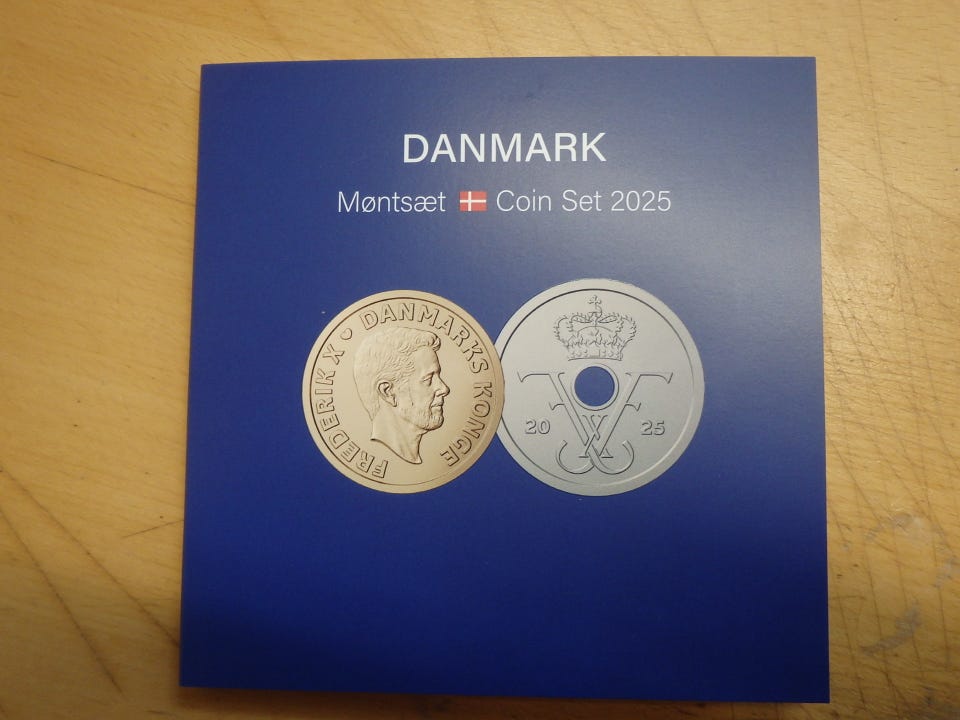 DANMARK
Møntsæt Coin Set 2025
FREDERIK X DANMARKS KONGE
20 25